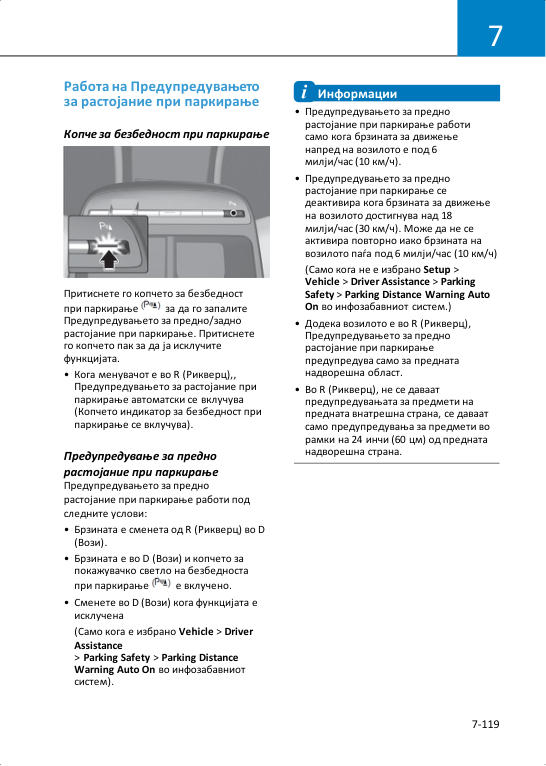 7
Работа на Предупредувањето
за растојание при паркирање
Копче за безбедност при паркирање
Притиснете го копчето за безбедност
при паркирање (P) за да го запалите
Предупредувањето за предно/задно
растојание при паркирање. Притиснете
го копчето пак за да ја исклучите
функцијата.
• Кога менувачот е во R (Рикверц),,
Предупредувањето за растојание при
паркирање автоматски се вклучува
(Копчето индикатор за безбедност при
паркирање се вклучува).
Предупредување за предно
растојание при паркирање
Предупредувањето за предно
растојание при паркирање работи под
следните услови:
• Брзината е сменета од R (Рикверц) во D
(Вози).
• Брзината е во D (Вози) и копчето за
покажувачко светло на безбедноста
при паркирање (P) е вклучено.
• Сменете во D (Вози) кога функцијата е
исклучена
(Само кога е избрано Vehicle > Driver
Assistance
> Parking Safety > Parking Distance
Warning Auto On во инфозабавниот
систем).
i Информации
• Предупредувањето за предно
растојание при паркирање работи
само кога брзината за движење
напред на возилото е под 6
милји/час (10 км/ч).
• Предупредувањето за предно
растојание при паркирање се
деактивира кога брзината за движење
на возилото достигнува над 18
милји/час (30 км/ч). Може да не се
активира повторно иако брзината на
возилото паѓа под 6 милји/час (10 км/ч)
(Само кога не е избрано Setup >
Vehicle > Driver Assistance > Parking
Safety > Parking Distance Warning Auto
On во инфозабавниот систем.)
• Додека возилото е во R (Рикверц),
Предупредувањето за предно
растојание при паркирање
предупредува само за предната
надворешна област.
• Во R (Рикверц), не се даваат
предупредувањата за предмети на
предната внатрешна страна, се даваат
само предупредувања за предмети во
рамки на 24 инчи (60 цм) од предната
надворешна страна.
7-119